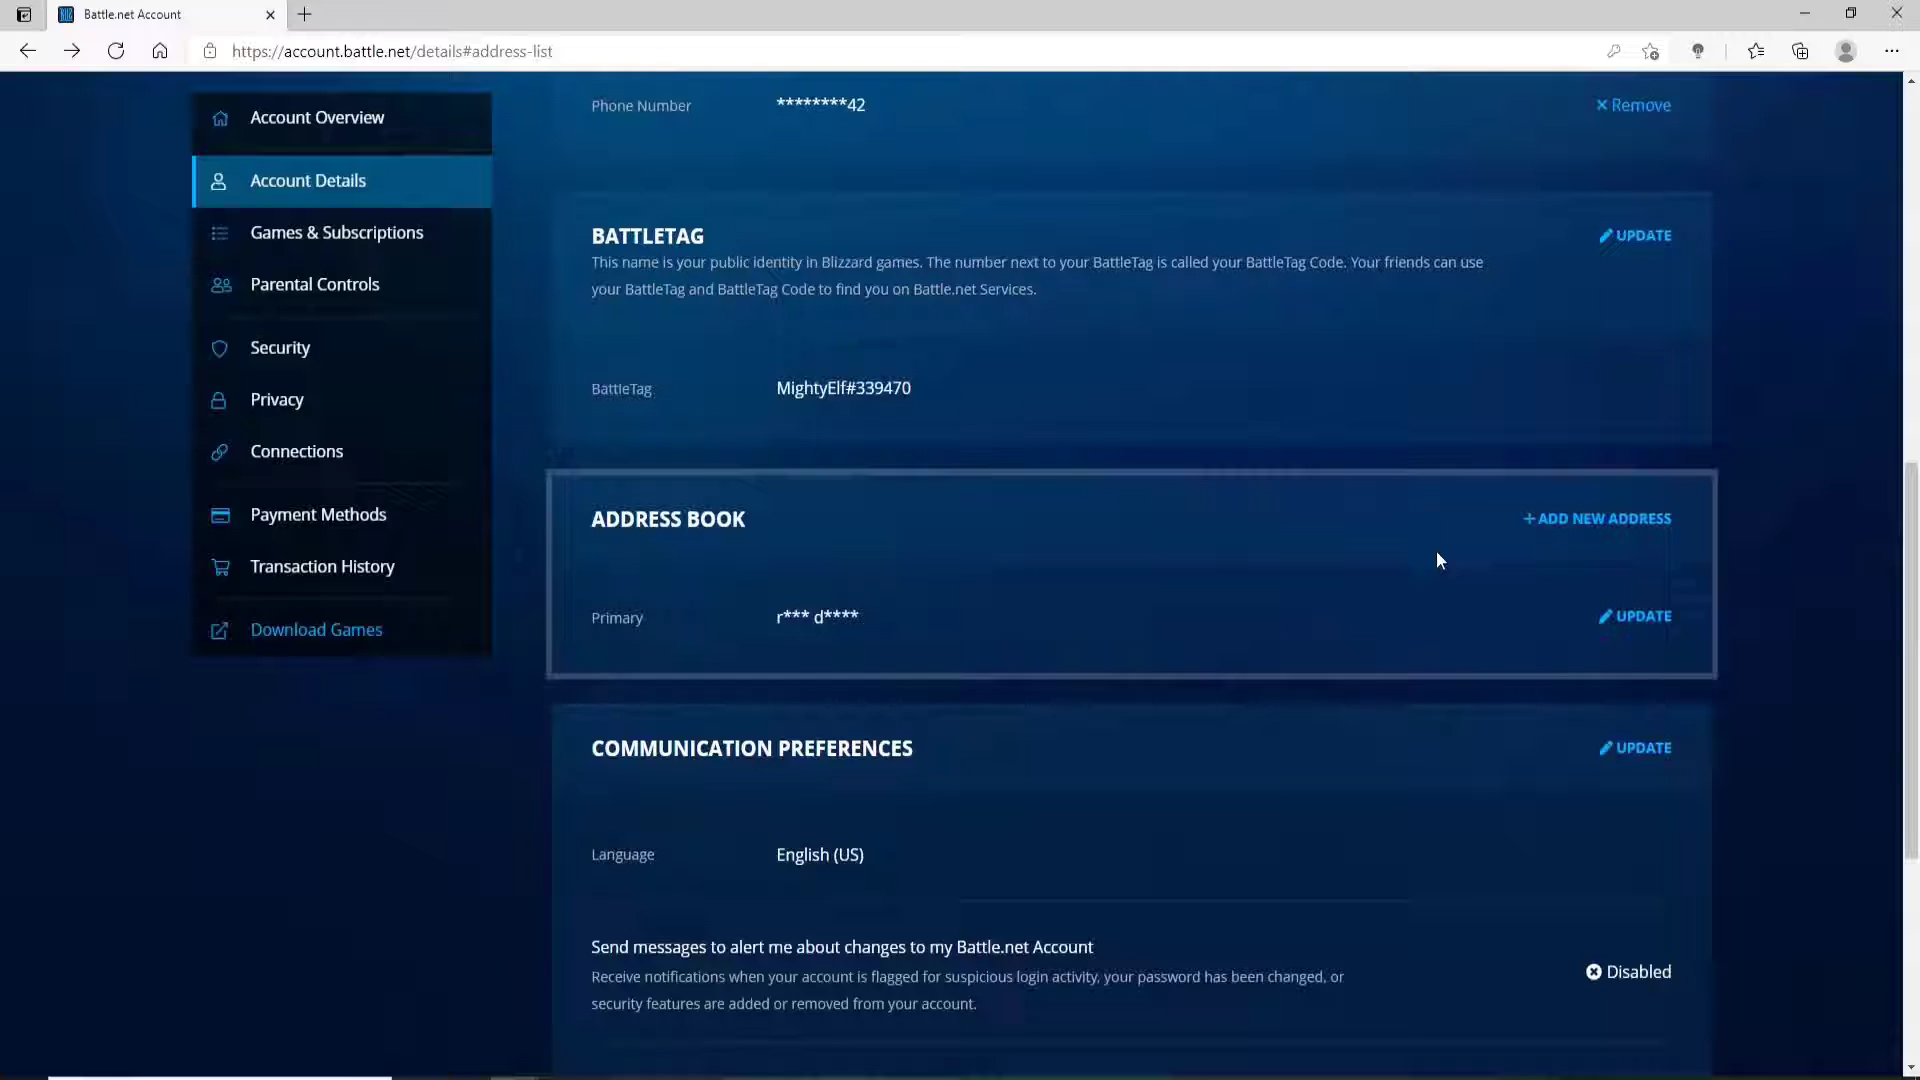 Battle.net Account
https://account.battle.net/details#address-list
Account Overview
Account Details
Games & Subscriptions
Parental Controls
Security
Privacy
Connections
Payment Methods
Transaction History
Download Games
Phone Number ********42 Remove
BATTLETAG UPDATE
This name is your public identity in Blizzard games. The number next to your BattleTag is called your BattleTag Code. Your friends can use
your BattleTag and BattleTag Code to find you on Battle.net Services.
BattleTag MightyElf#339470
ADDRESS BOOK + ADD NEW ADDRESS
Primary r*** d**** UPDATE
COMMUNICATION PREFERENCES UPDATE
Language English (US)
Send messages to alert me about changes to my Battle.net Account
Receive notifications when your account is flagged for suspicious login activity, your password has been changed, or
security features are added or removed from your account.
Disabled